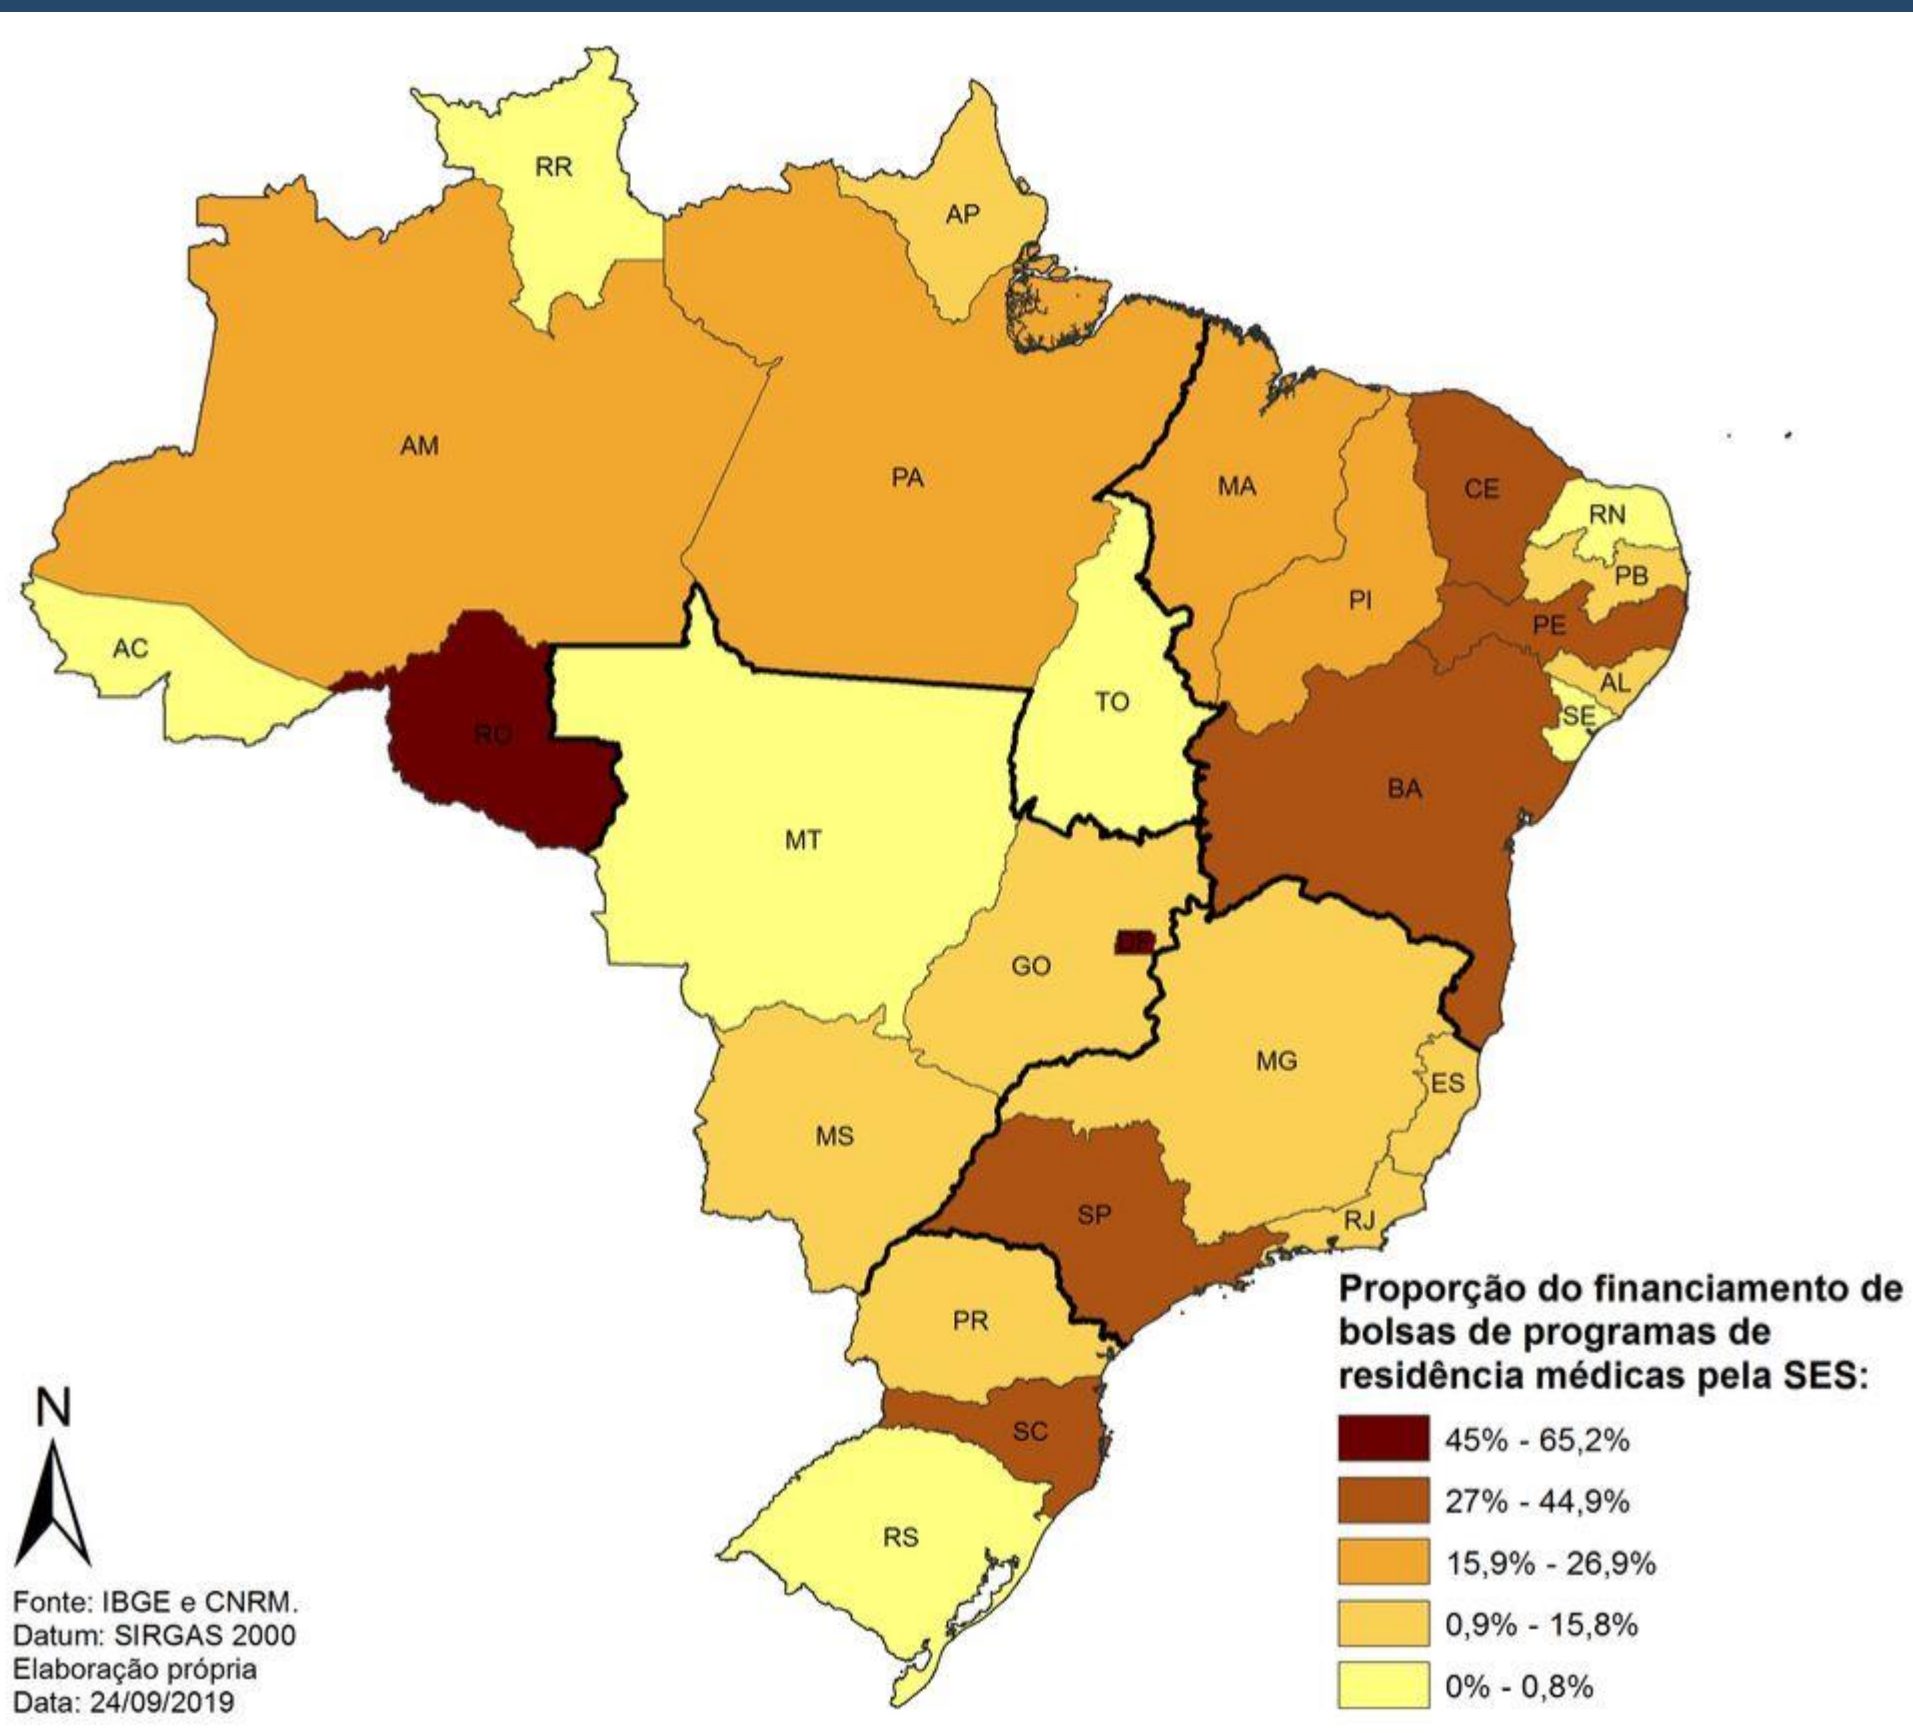 RR
AP
AM
PA
MA
CE
RN
PB
PI
PE
AC
AL
TO
SE
RO
BA
MT
DF
GO
MG
ES
MS
SP
RJ
PR
SC
RS
Proporção do financiamento de
bolsas de programas de
residência médicas pela SES:
45% - 65,2%
27% - 44,9%
15,9% - 26,9%
0,9% - 15,8%
0% - 0,8%
N
Fonte: IBGE e CNRM.
Datum: SIRGAS 2000
Elaboração própria
Data: 24/09/2019